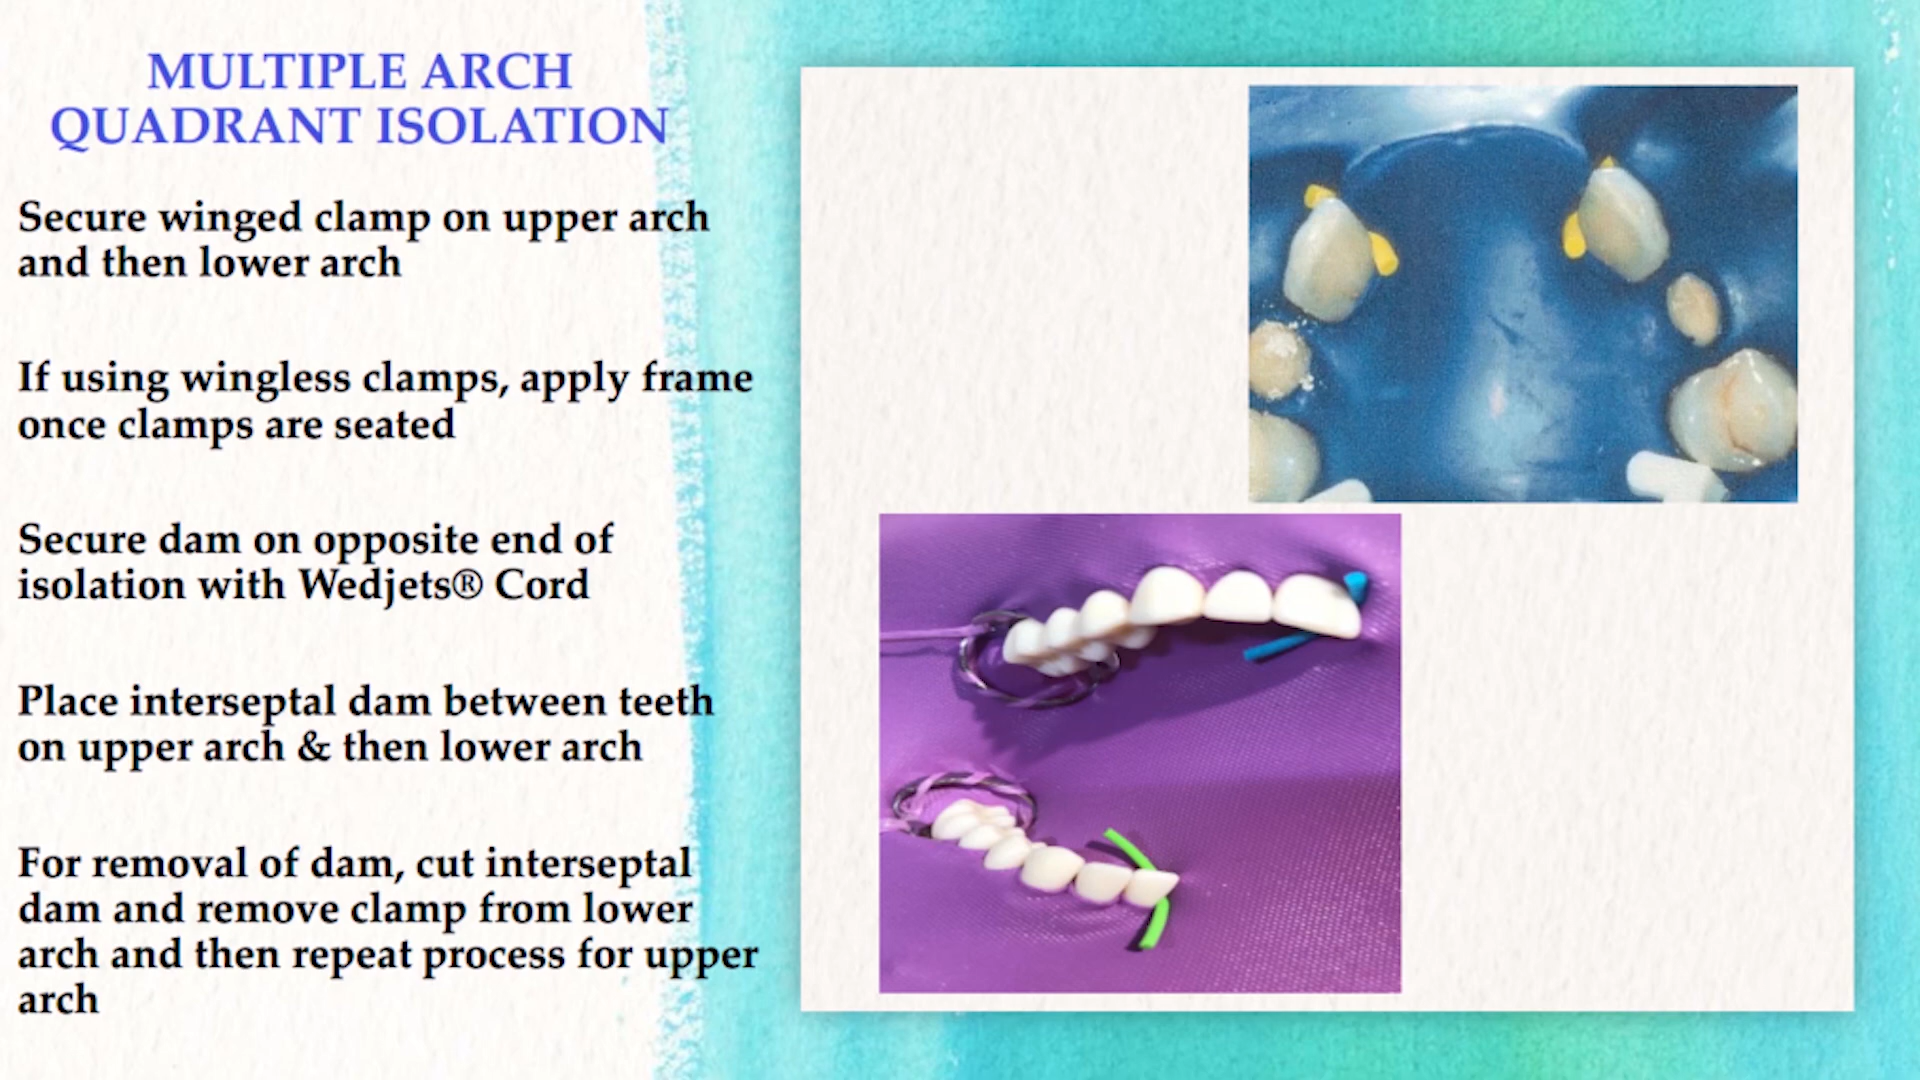 MULTIPLE ARCH
QUADRANT ISOLATION
Secure winged clamp on upper arch
and then lower arch
If using wingless clamps, apply frame
once clamps are seated
Secure dam on opposite end of
isolation with Wedjets® Cord
Place interseptal dam between teeth
on upper arch & then lower arch
For removal of dam, cut interseptal
dam and remove clamp from lower
arch and then repeat process for upper
arch